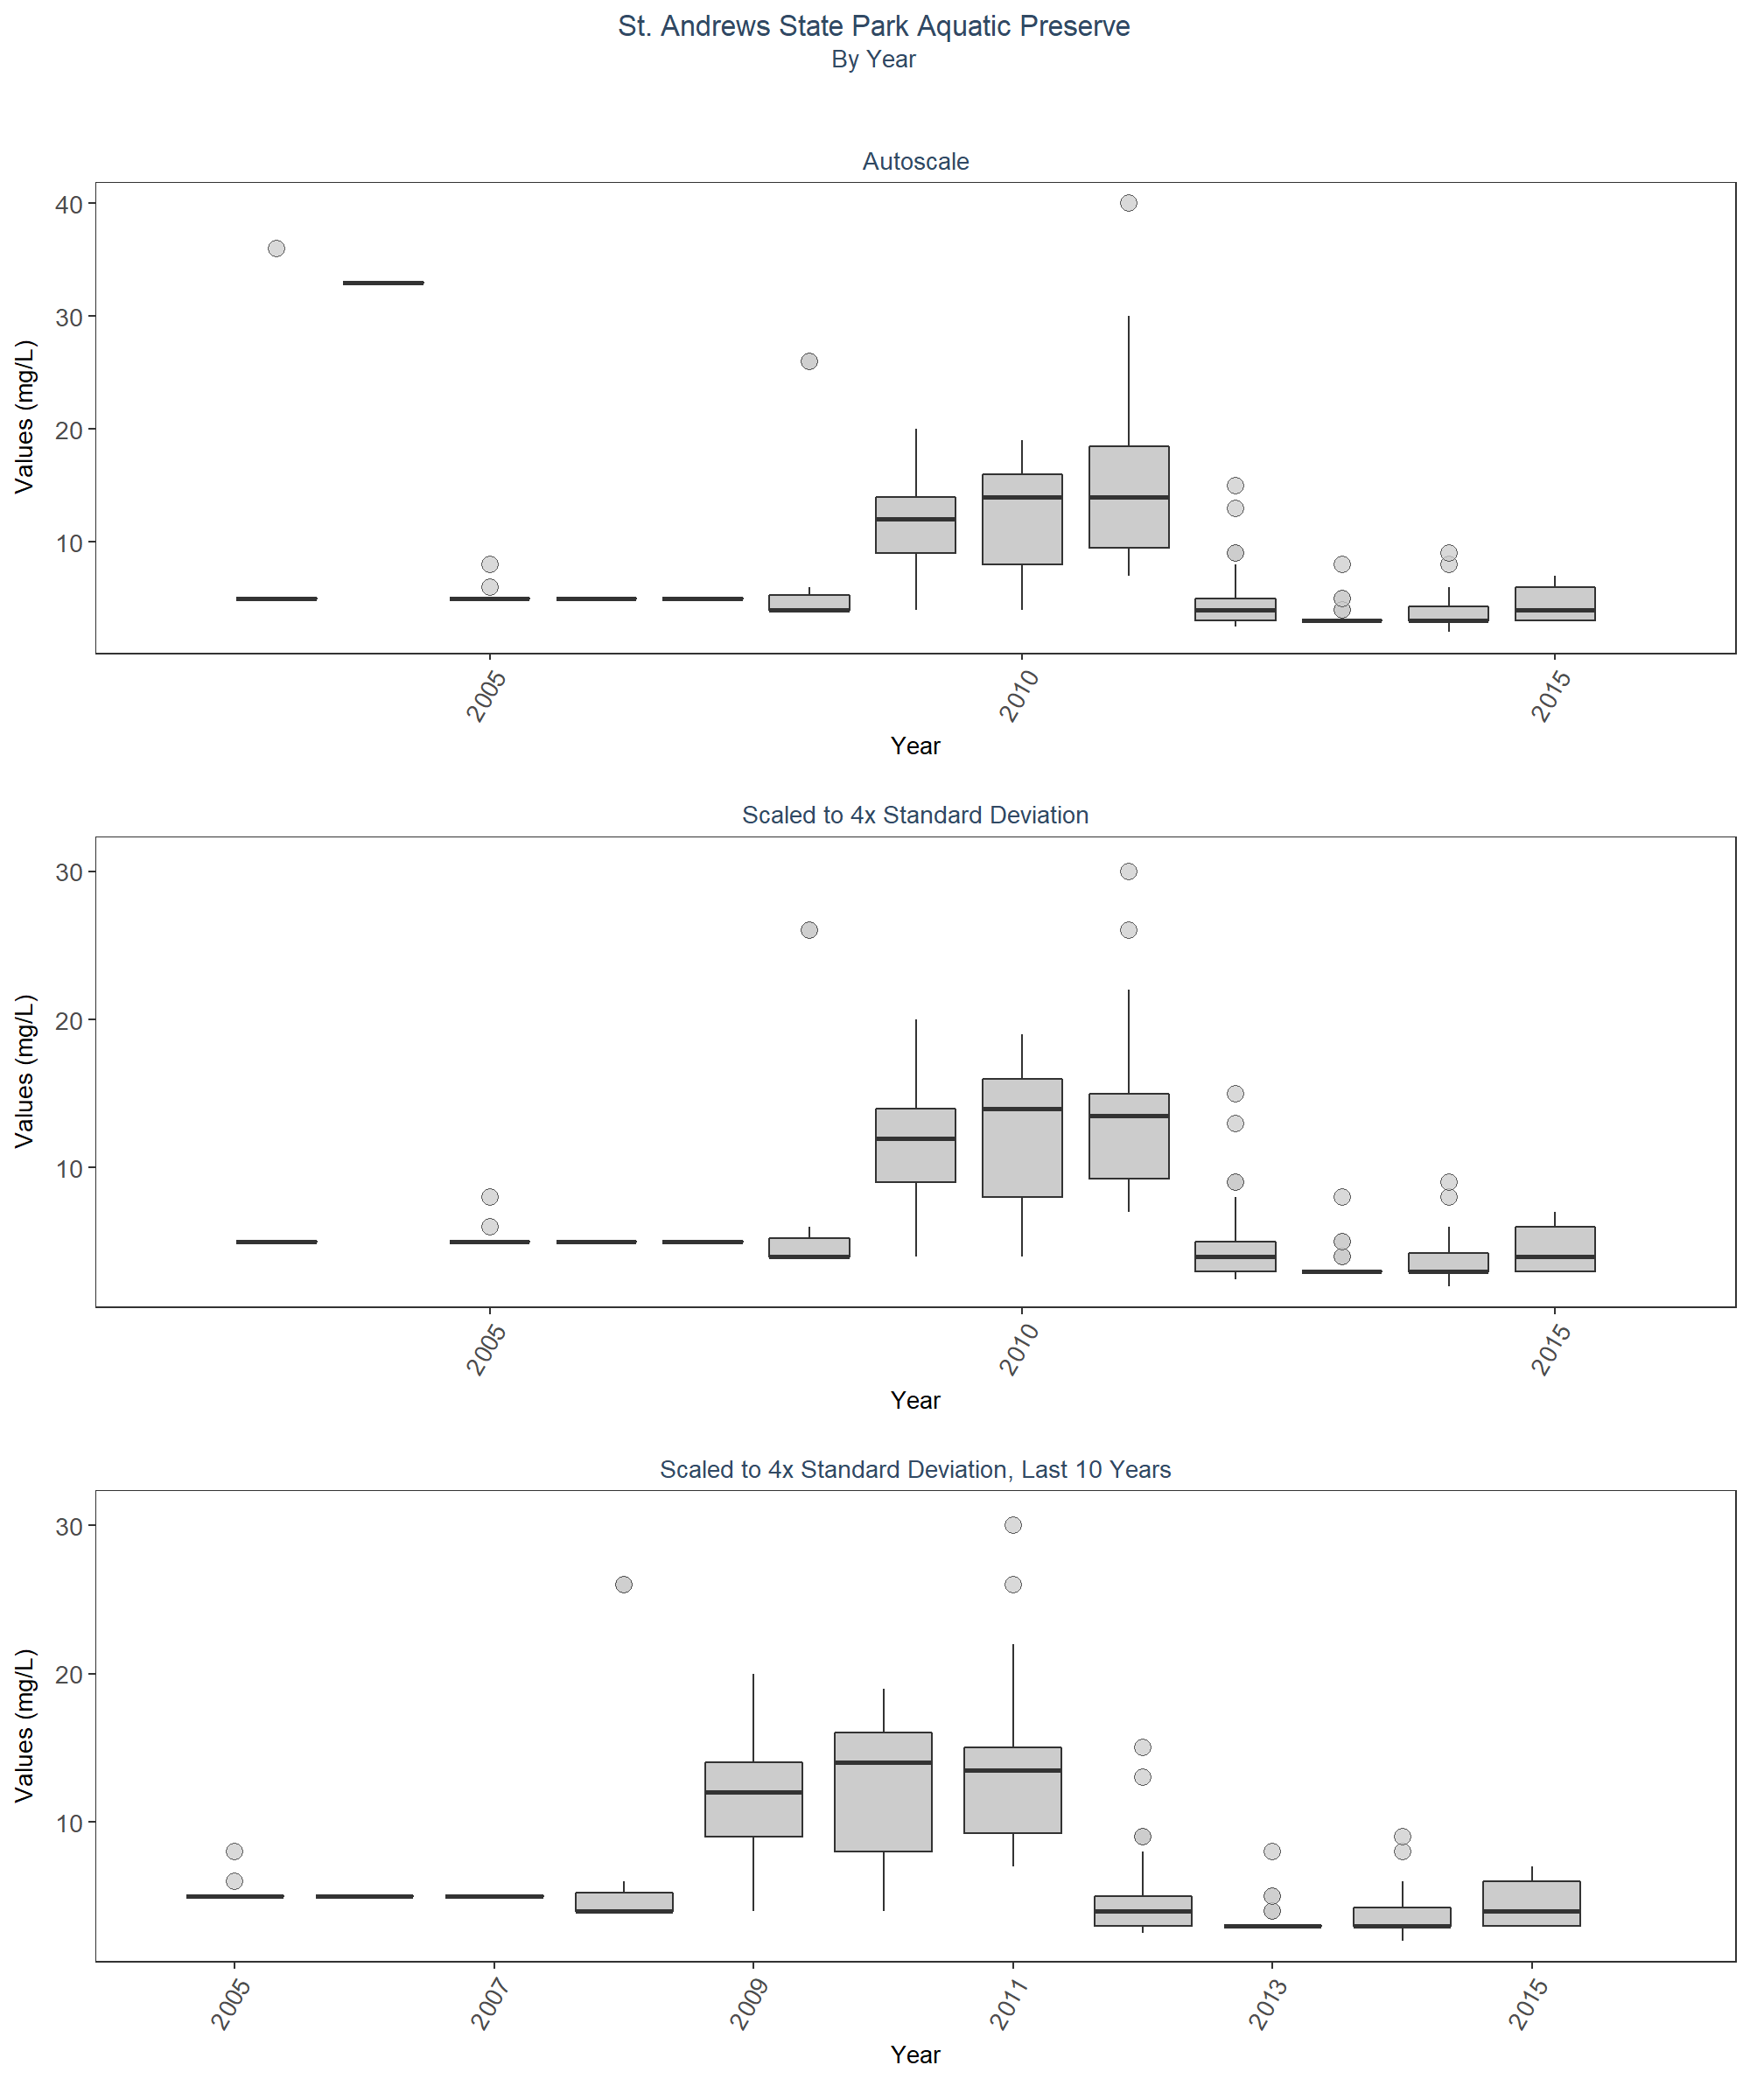 St. Andrews State Park Aquatic Preserve
By Year
Autoscale
Values (mg/L)
40
30
20
10
2005
2010
2015
Year
Scaled to 4x Standard Deviation
Values (mg/L)
30
20
10
2005
2010
2015
Year
Scaled to 4x Standard Deviation, Last 10 Years
Values (mg/L)
30
20
10
2005
2007
2009
2011
2013
2015
Year